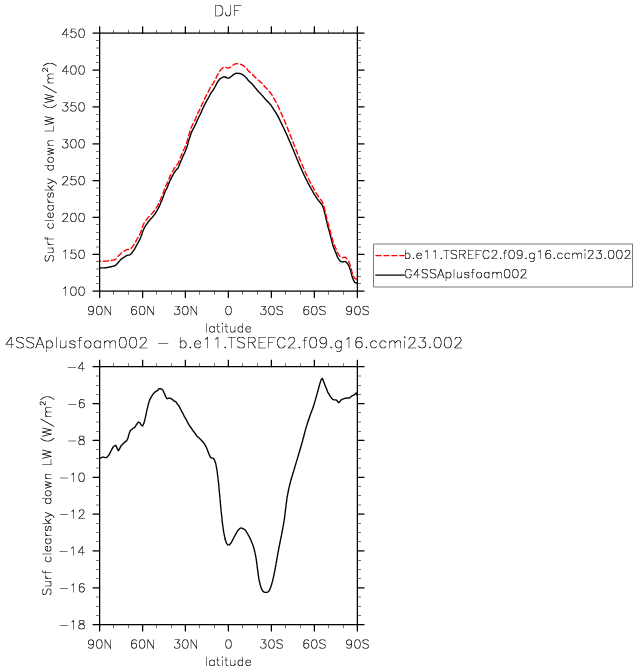 DJF
Surf clearsky down LW (W/m²)
450
400
350
300
250
200
150
100
90N 60N 30N 0 30S 60S 90S
latitude
b.e11.TSREFC2.f09.g16.ccmi23.002
G4SSAplusfoam002
4SSAplusfoam002 − b.e11.TSREFC2.f09.g16.ccmi23.002
Surf clearsky down LW (W/m²)
−4
−6
−8
−10
−12
−14
−16
−18
90N 60N 30N 0 30S 60S 90S
latitude